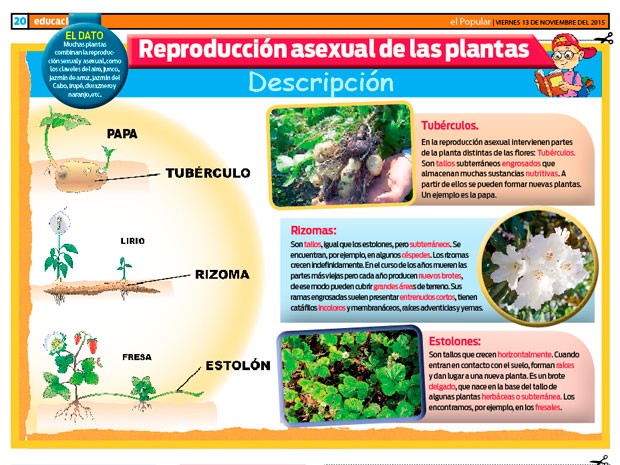 20 educac
el Popular | VIERNES 13 DE NOVIEMBRE DEL 2015
EL DATO
Muchas plantas
combinan la reproduc-
ción sexual y asexual, como
los claveles del aire, junco,
jazmín de arroz, jazmín del
Cabo, irupé, duraznero y
naranjo, etc.
Reproducción asexual de las plantas
Descripción
PAPA
TUBÉRCULO
LIRIO
RIZOMA
FRESA
ESTOLÓN
Tubérculos.
En la reproducción asexual intervienen partes
de la planta distintas de las flores: Tubérculos.
Son tallos subterráneos engrosados que
almacenan muchas sustancias nutritivas. A
partir de ellos se pueden formar nuevas plantas.
Un ejemplo es la papa.
Rizomas:
Son tallos, igual que los estolones, pero subterráneos. Se
encuentran, por ejemplo, en algunos céspedes. Los rizomas
crecen indefinidamente. En el curso de los años mueren las
partes más viejas pero cada año producen nuevos brotes,
de ese modo pueden cubrir grandes áreas de terreno. Sus
ramas engrosadas suelen presentar entrenudos cortos, tienen
catáfilos incoloros y membranáceos, raíces adventicias y yemas.
Estolones:
Son tallos que crecen horizontalmente. Cuando
entran en contacto con el suelo, forman raíces
y dan lugar a una nueva planta. Es un brote
delgado, que nace en la base del tallo de
algunas plantas herbáceas o subterránea. Los
encontramos, por ejemplo, en los fresales.